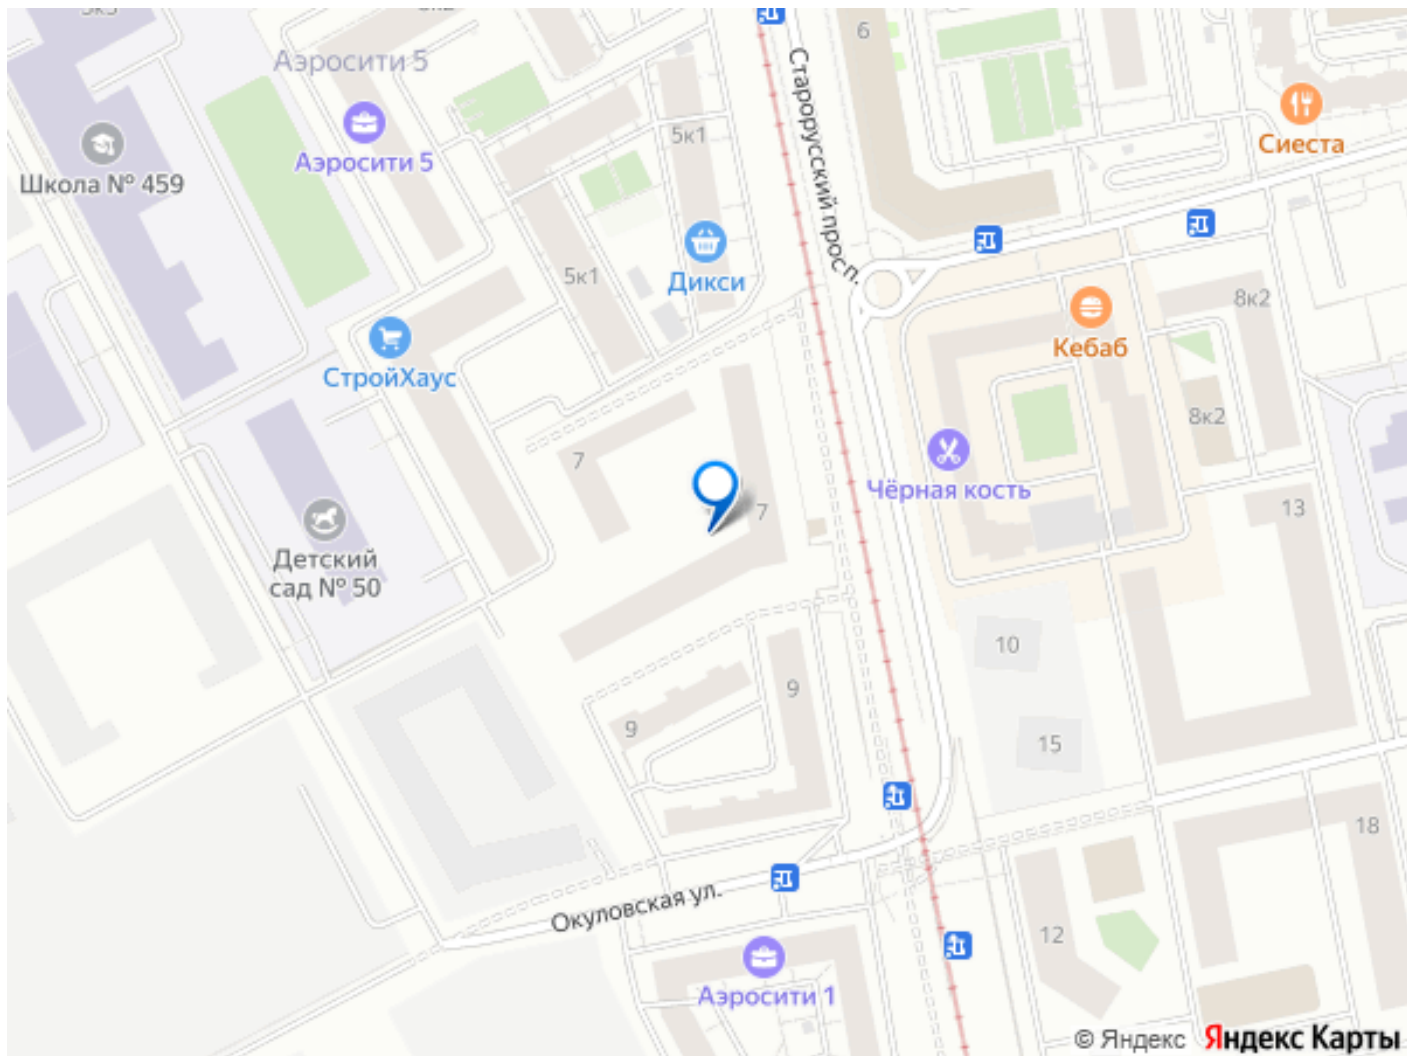 Аэросити 5
6
Старорусский просп.
Сиеста
5к1
Аэросити 5
Школа № 459
Дикси
5к1
8к2
Кебаб
СтройХаус
8к2
7
Чёрная кость
7
13
Детский
сад № 50
10
9
9
15
18
Окуловская ул.
12
Аэросити 1
© Яндекс Яндекс Карты